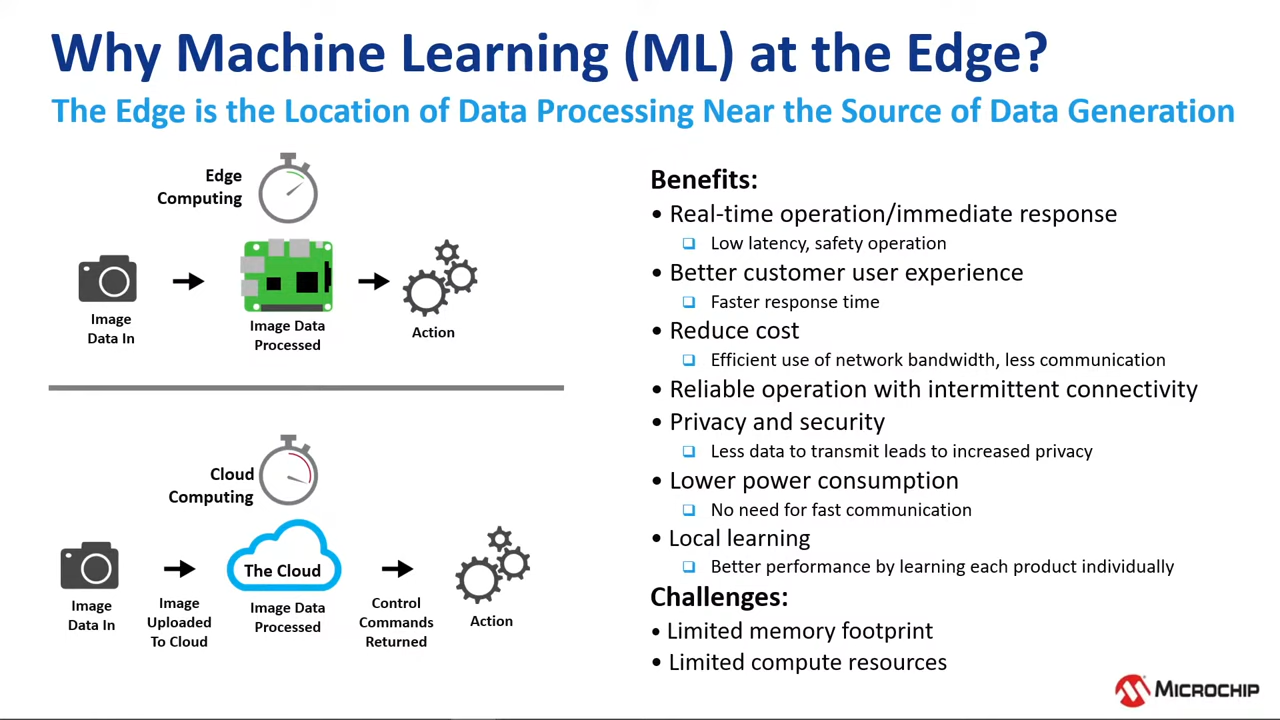 Why Machine Learning (ML) at the Edge?
The Edge is the Location of Data Processing Near the Source of Data Generation
Edge
Computing
Image
Data In
Image Data
Processed
Action
Cloud
Computing
The Cloud
Image
Data In
Image
Uploaded
To Cloud
Image Data
Processed
Control
Commands
Returned
Action
Benefits:
• Real-time operation/immediate response
❑ Low latency, safety operation
• Better customer user experience
❑ Faster response time
• Reduce cost
❑ Efficient use of network bandwidth, less communication
• Reliable operation with intermittent connectivity
• Privacy and security
❑ Less data to transmit leads to increased privacy
• Lower power consumption
❑ No need for fast communication
• Local learning
❑ Better performance by learning each product individually
Challenges:
• Limited memory footprint
• Limited compute resources
MICROCHIP